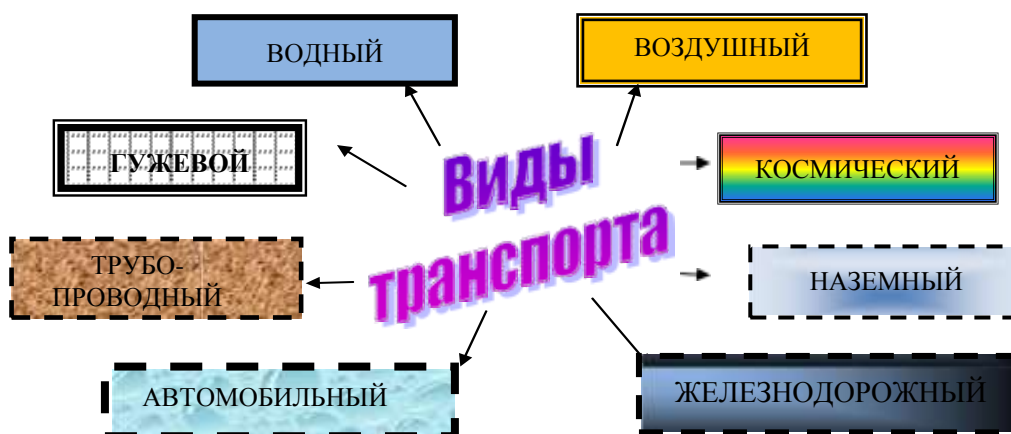 ВОДНЫЙ
ВОЗДУШНЫЙ
ГУЖЕВОЙ
Виды
транспорта
КОСМИЧЕСКИЙ
ТРУБО-
ПРОВОДНЫЙ
НАЗЕМНЫЙ
АВТОМОБИЛЬНЫЙ
ЖЕЛЕЗНОДОРОЖНЫЙ